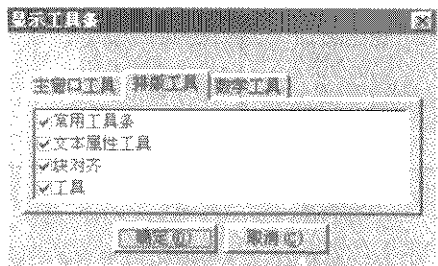 显示工具条
主窗口工具 排版工具 数学工具
常用工具条
文本属性工具
块对齐
工具
确定(O) 取消(C)